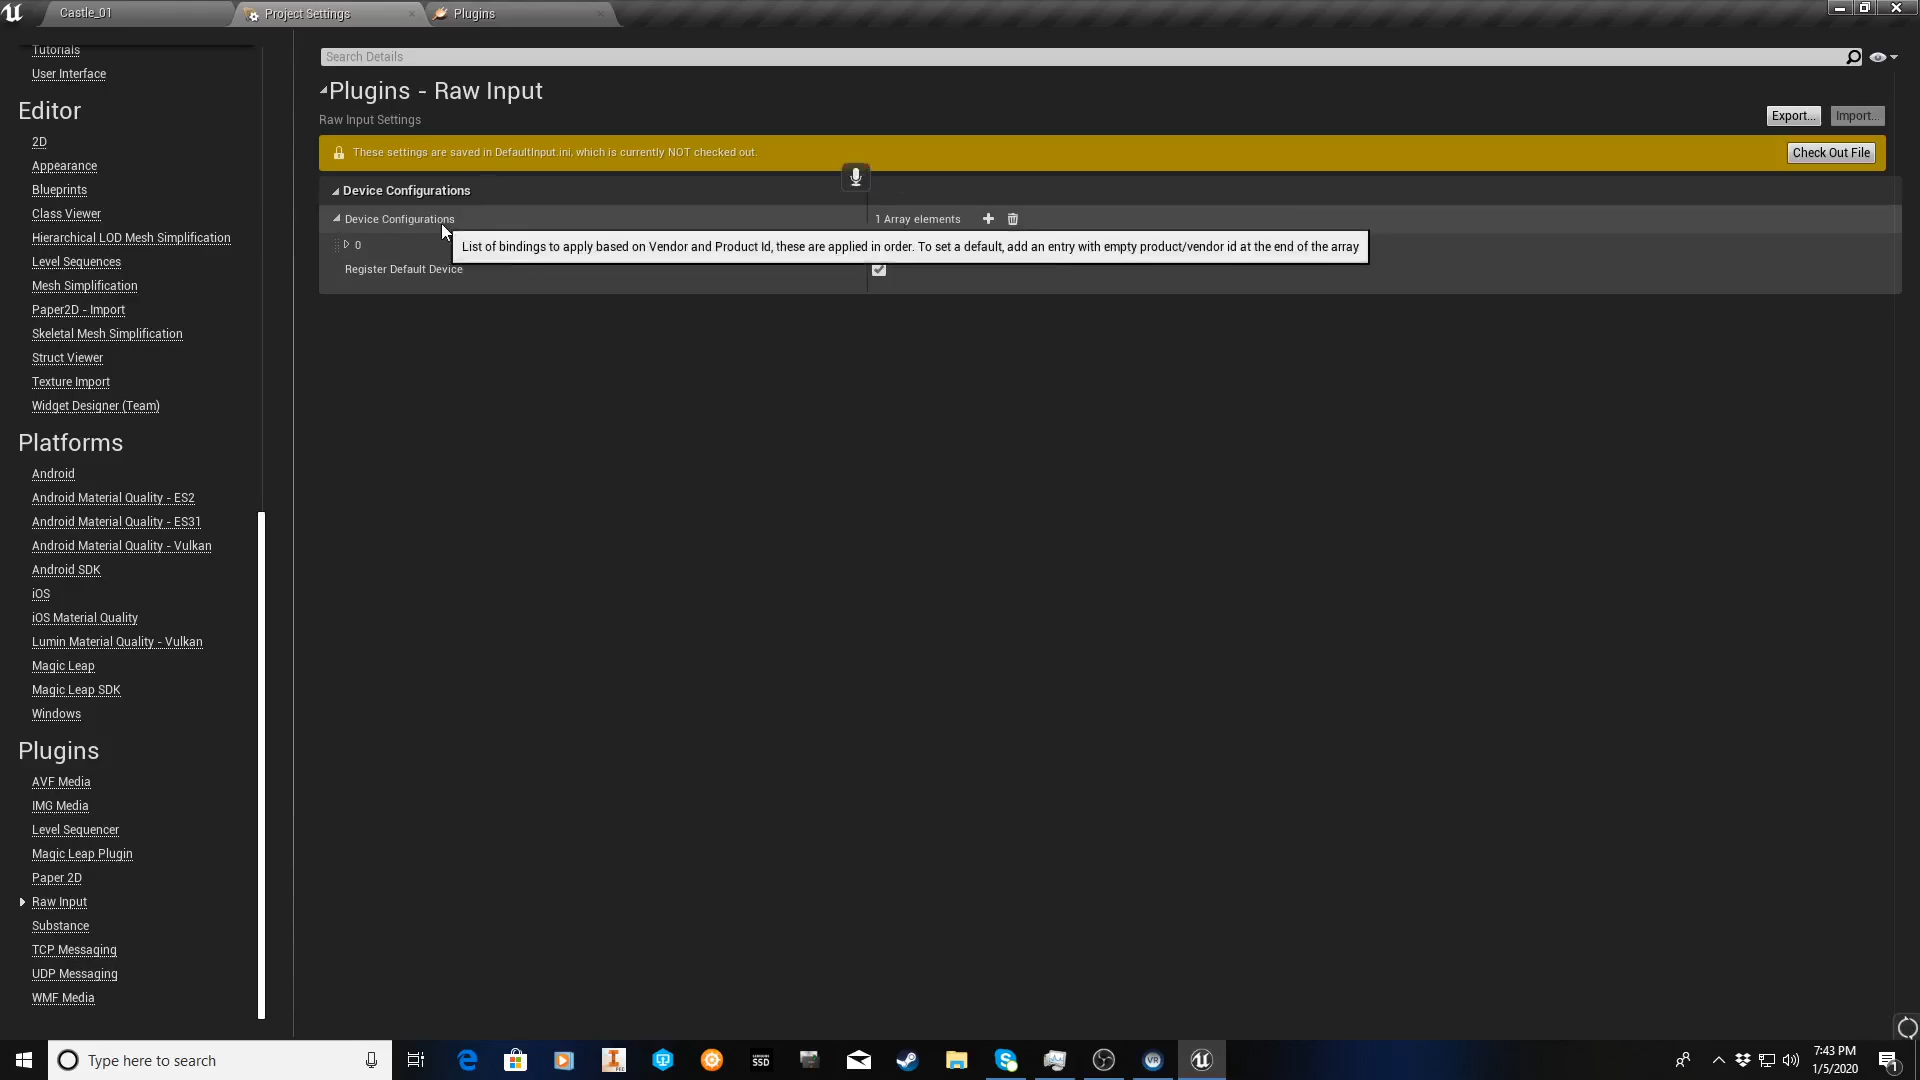 Castle_01
Project Settings
Plugins
Tutorials
User Interface
Editor
2D
Appearance
Blueprints
Class Viewer
Hierarchical LOD Mesh Simplification
Level Sequences
Mesh Simplification
Paper2D - Import
Skeletal Mesh Simplification
Struct Viewer
Texture Import
Widget Designer (Team)
Platforms
Android
Android Material Quality - ES2
Android Material Quality - ES31
Android Material Quality - Vulkan
Android SDK
iOS
iOS Material Quality
Lumin Material Quality - Vulkan
Magic Leap
Magic Leap SDK
Windows
Plugins
AVF Media
IMG Media
Level Sequencer
Magic Leap Plugin
Paper 2D
Raw Input
Substance
TCP Messaging
UDP Messaging
WMF Media
Search Details
Plugins - Raw Input
Raw Input Settings
Export...
Import...
These settings are saved in DefaultInput.ini, which is currently NOT checked out.
Check Out File
Device Configurations
Device Configurations
1 Array elements
0
List of bindings to apply based on Vendor and Product Id, these are applied in order. To set a default, add an entry with empty product/vendor id at the end of the array
Register Default Device
Type here to search
SSD
VR
7:43 PM
1/5/2020
1